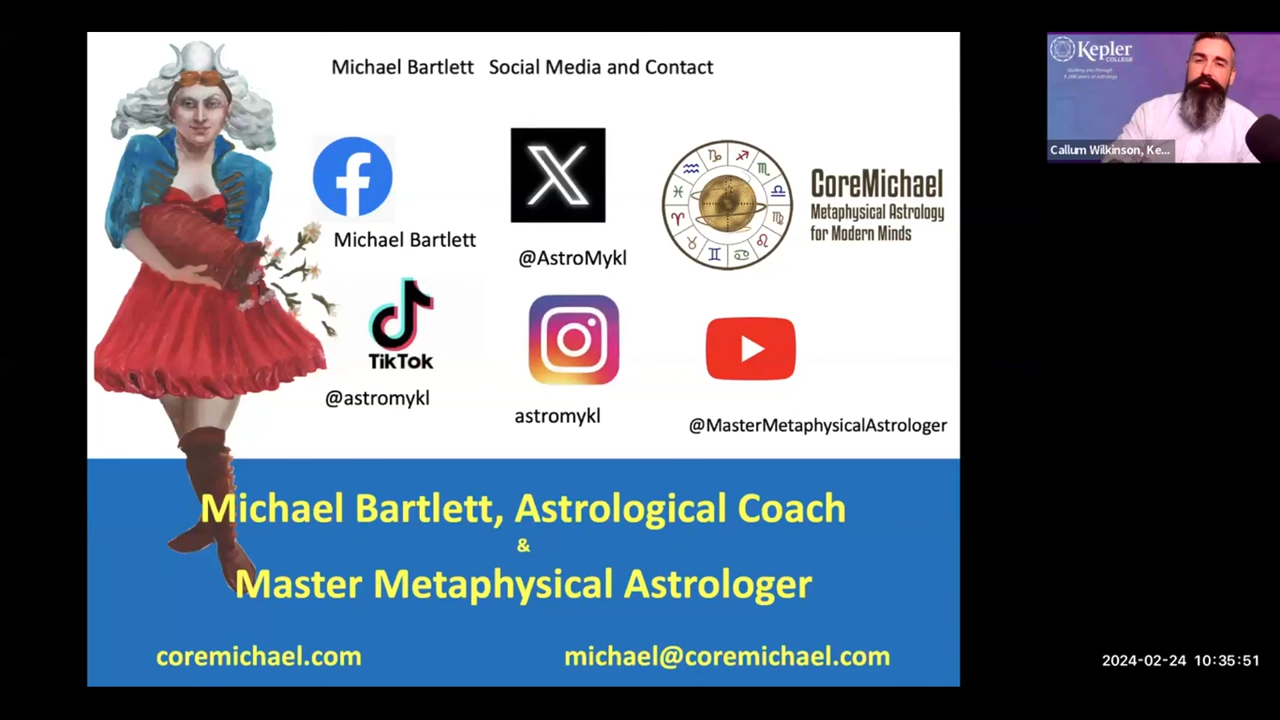 Michael Bartlett Social Media and Contact
Michael Bartlett
@AstroMykl
CoreMichael
Metaphysical Astrology
for Modern Minds
TikTok
@astromykl
astromykl
@MasterMetaphysicalAstrologer
Michael Bartlett, Astrological Coach
&
Master Metaphysical Astrologer
coremichael.com
michael@coremichael.com
Kepler
COLLEGE
Callum Wilkinson, Ke...
2024-02-24 10:35:51